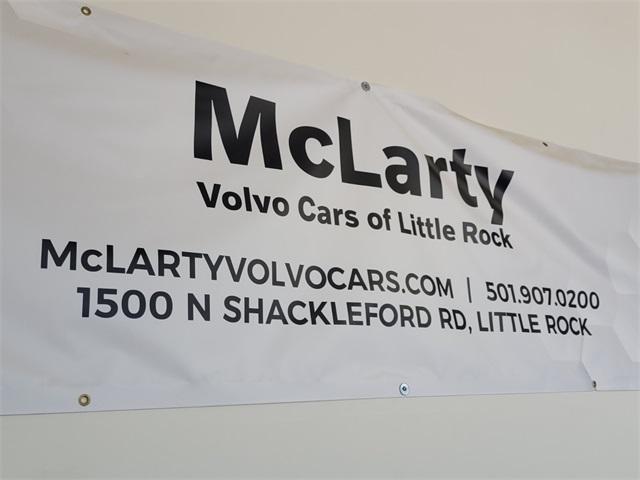 McLarty
Volvo Cars of Little Rock
McLARTYVOLVOCARS.COM | 501.907.0200
1500 N SHACKLEFORD RD, LITTLE ROCK